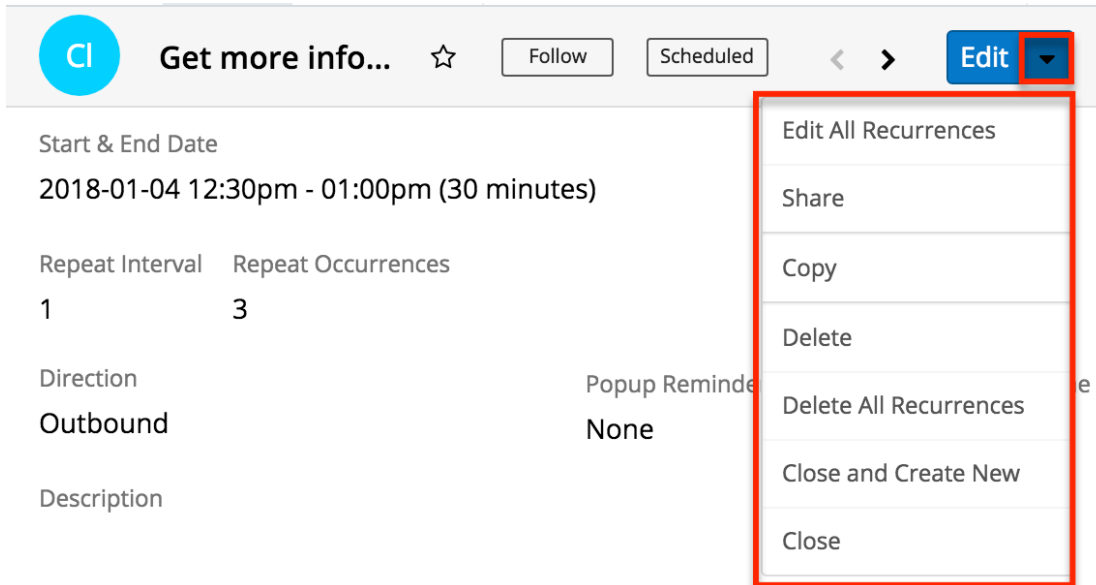 Cl Get more info... Follow Scheduled Edit
Start & End Date
2018-01-04 12:30pm - 01:00pm (30 minutes)
Repeat Interval Repeat Occurrences
1 3
Direction
Outbound
Popup Reminde
None
Description
Edit All Recurrences
Share
Copy
Delete
Delete All Recurrences
Close and Create New
Close